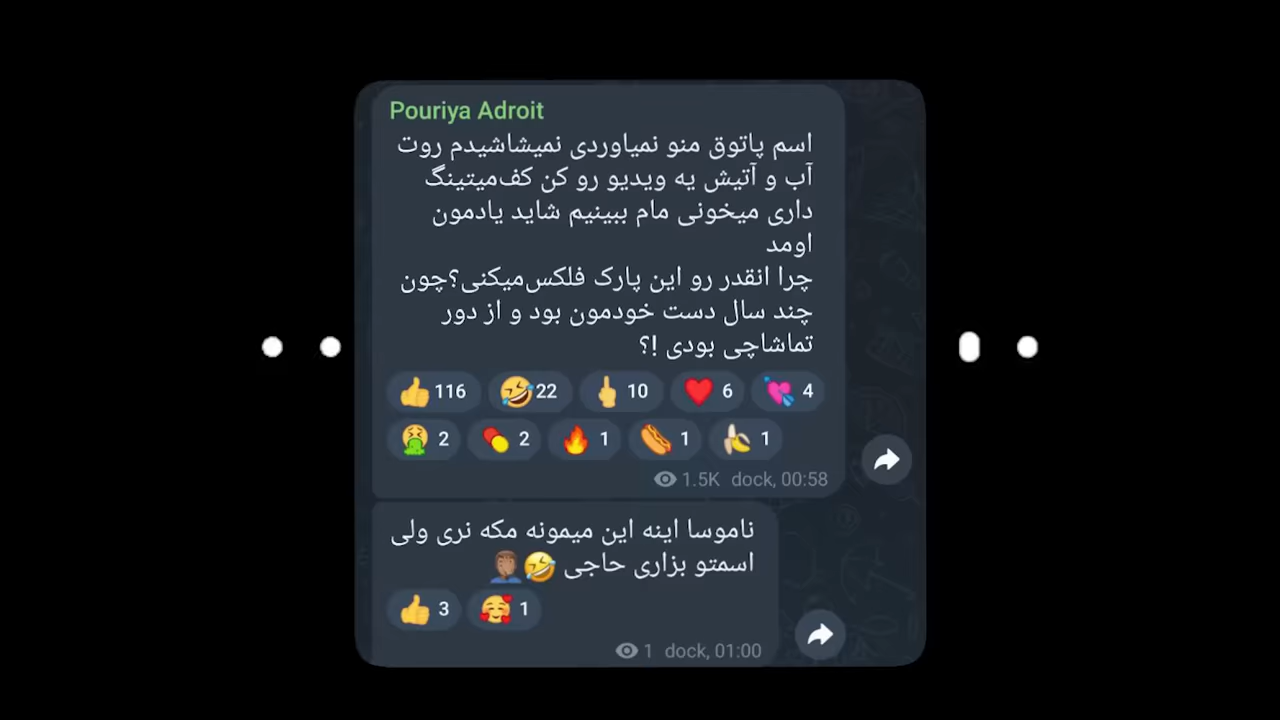 Pouriya Adroit
اسم پاتوق منو نمیاوردی نمیشاشیدم روت
آب و آتیش یه ویدیو رو کن کف‌میتینگ
داری میخونی مام ببینیم شاید یادمون
اومد
چرا انقدر رو این پارک فلکس‌میکنی؟چون
چند سال دست خودمون بود و از دور
تماشاچی بودی !؟
116 22 10 6 4
2 2 1 1 1
1.5K dock, 00:58
ناموسا اینه این میمونه مکه نری ولی
اسمتو بزاری حاجی 🤣🤦🏽‍♂️
3 1
1 dock, 01:00